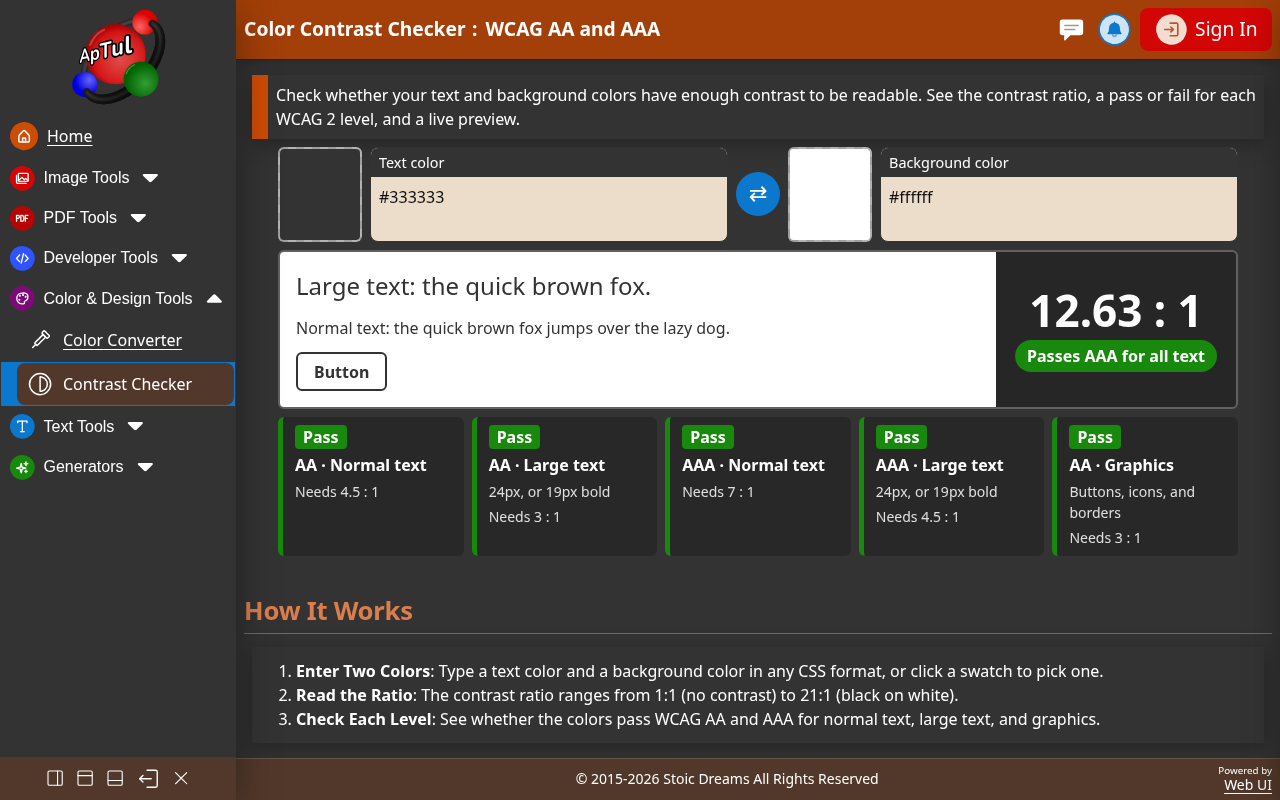 ApTul
Color Contrast Checker : WCAG AA and AAA
Sign In
Home
Image Tools
PDF
PDF Tools
Developer Tools
Color & Design Tools
Color Converter
Contrast Checker
Text Tools
Generators
Check whether your text and background colors have enough contrast to be readable. See the contrast ratio, a pass or fail for each
WCAG 2 level, and a live preview.
Text color
#333333
Background color
#ffffff
Large text: the quick brown fox.
Normal text: the quick brown fox jumps over the lazy dog.
Button
12.63 : 1
Passes AAA for all text
Pass
AA · Normal text
Needs 4.5 : 1
Pass
AA · Large text
24px, or 19px bold
Needs 3 : 1
Pass
AAA · Normal text
Needs 7 : 1
Pass
AAA · Large text
24px, or 19px bold
Needs 4.5 : 1
Pass
AA · Graphics
Buttons, icons, and
borders
Needs 3 : 1
How It Works
1. Enter Two Colors: Type a text color and a background color in any CSS format, or click a swatch to pick one.
2. Read the Ratio: The contrast ratio ranges from 1:1 (no contrast) to 21:1 (black on white).
3. Check Each Level: See whether the colors pass WCAG AA and AAA for normal text, large text, and graphics.
© 2015-2026 Stoic Dreams All Rights Reserved
Powered by
Web UI